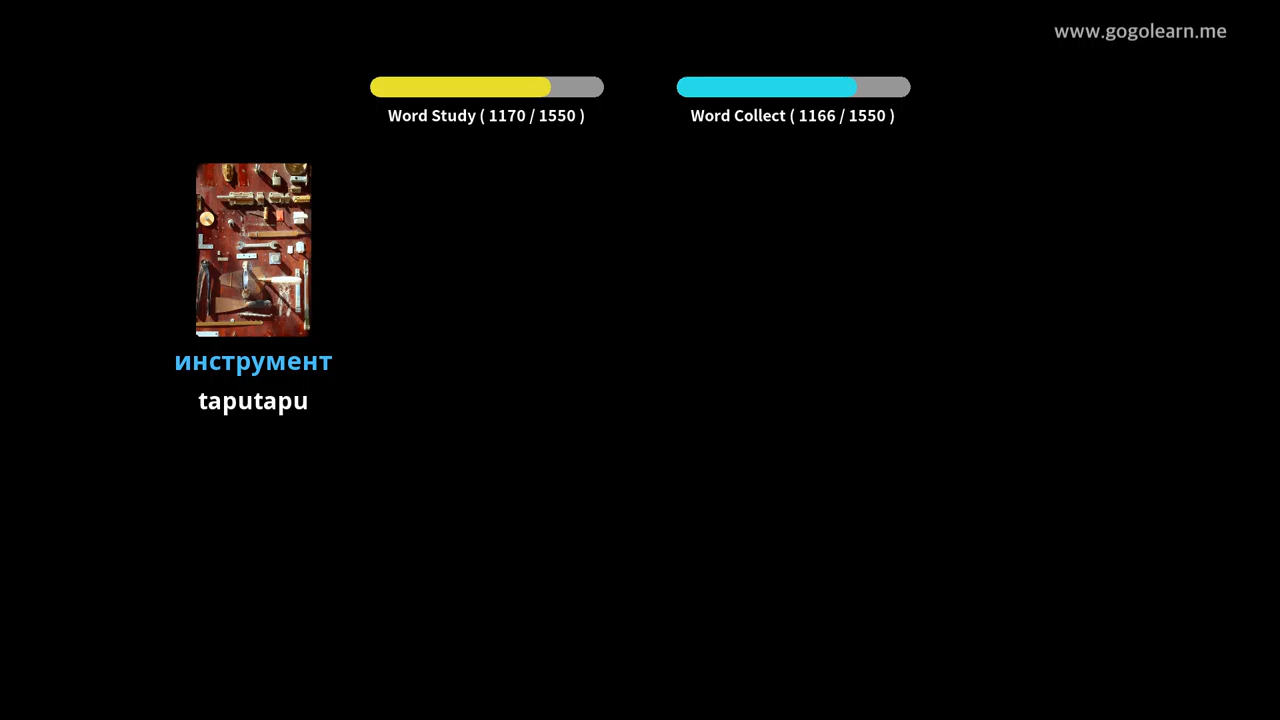 www.gogolearn.me
Word Study ( 1170 / 1550 )
Word Collect ( 1166 / 1550 )
инструмент
taputapu